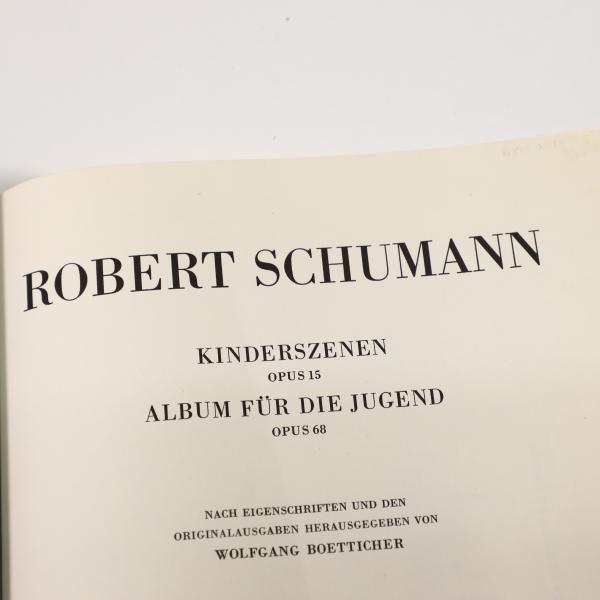 ROBERT SCHUMANN
KINDERSZENEN
OPUS 15
ALBUM FÜR DIE JUGEND
OPUS 68
NACH EIGENSCHRIFTEN UND DEN
ORIGINALAUSGABEN HERAUSGEGEBEN VON
WOLFGANG BOETTICHER